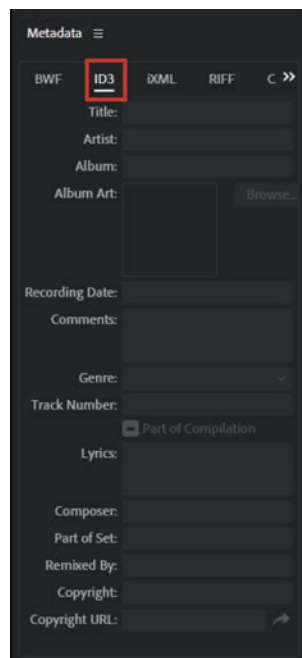 Metadata
BWF ID3 iXML RIFF C
Title:
Artist:
Album:
Album Art:
Browse...
Recording Date:
Comments:
Genre:
Track Number:
Part of Compilation
Lyrics:
Composer:
Part of Set:
Remixed By:
Copyright:
Copyright URL: